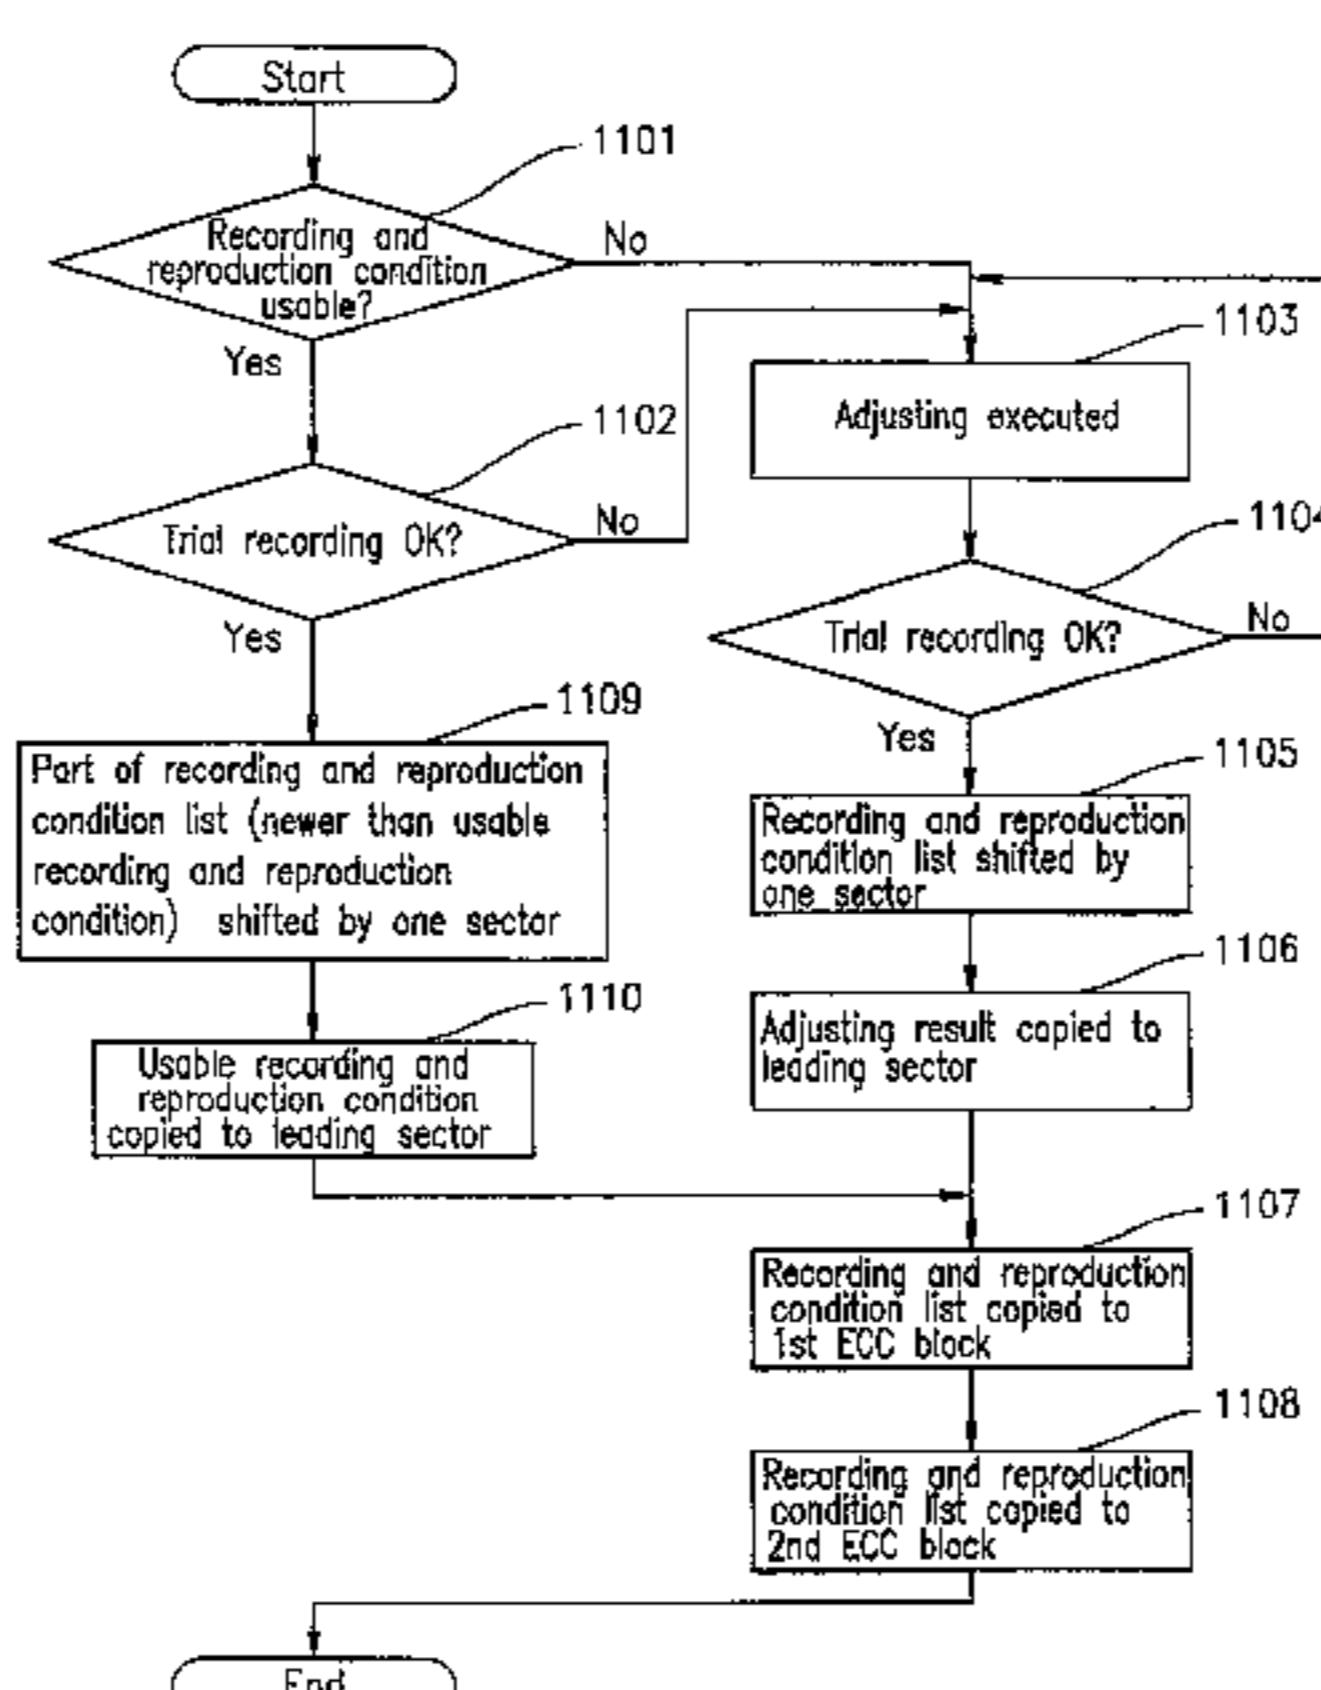 Start
1101
Recording and
reproduction condition
usable?
No
Yes
1102
Trial recording OK?
No
Yes
1103
Adjusting executed
1104
Trial recording OK?
No
Yes
1109
Part of recording and reproduction
condition list (newer than usable
recording and reproduction
condition) shifted by one sector
1110
Usable recording and
reproduction condition
copied to leading sector
1105
Recording and reproduction
condition list shifted by
one sector
1106
Adjusting result copied to
leading sector
1107
Recording and reproduction
condition list copied to
1st ECC block
1108
Recording and reproduction
condition list copied to
2nd ECC block
End